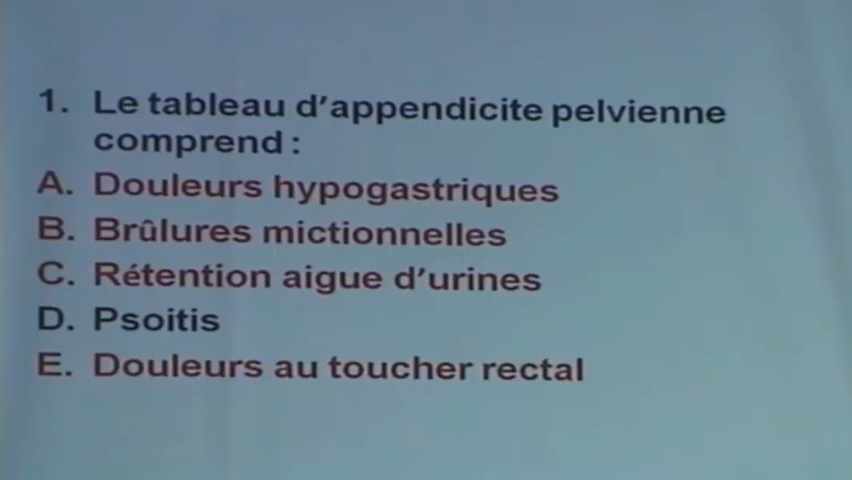 1. Le tableau d'appendicite pelvienne
comprend :
A. Douleurs hypogastriques
B. Brûlures mictionnelles
C. Rétention aigue d'urines
D. Psoitis
E. Douleurs au toucher rectal